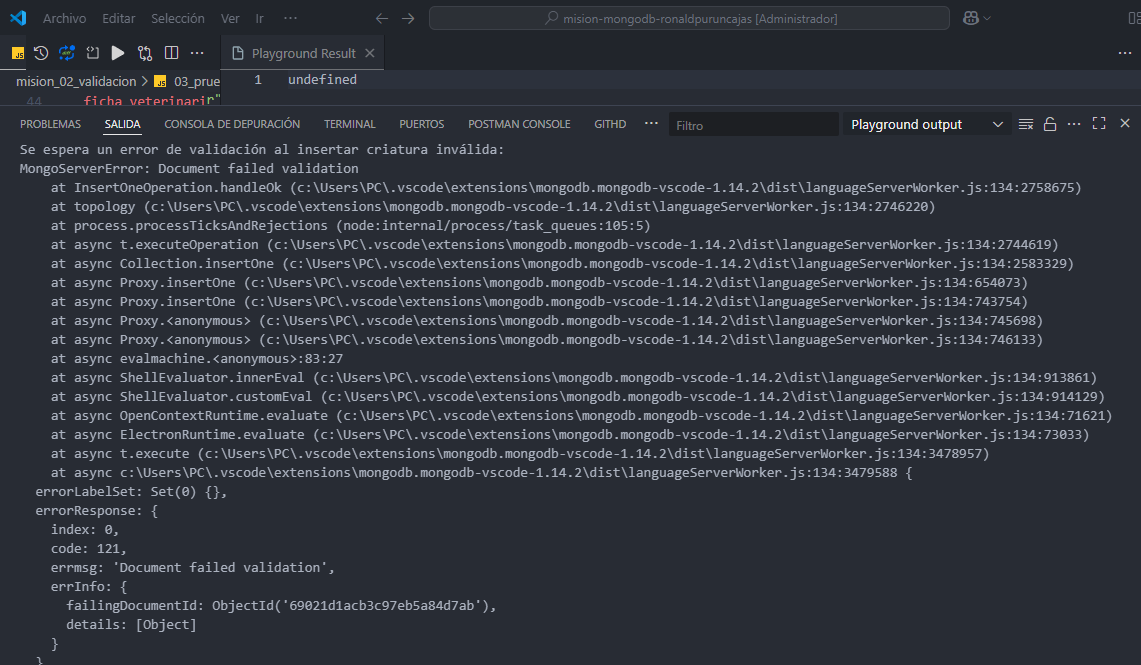 Archivo Editar Selección Ver Ir ··· mision-mongodb-ronaldpuruncajas [Administrador]
JS Playground Result
mision_02_validacion > JS 03_prue
1 undefined
44 ficha_veterinarir"
PROBLEMAS SALIDA CONSOLA DE DEPURACIÓN TERMINAL PUERTOS POSTMAN CONSOLE GITHD ··· Filtro Playground output
Se espera un error de validación al insertar criatura inválida:
MongoServerError: Document failed validation
    at InsertOneOperation.handleOk (c:\Users\PC\.vscode\extensions\mongodb.mongodb-vscode-1.14.2\dist\languageServerWorker.js:134:2758675)
    at topology (c:\Users\PC\.vscode\extensions\mongodb.mongodb-vscode-1.14.2\dist\languageServerWorker.js:134:2746220)
    at process.processTicksAndRejections (node:internal/process/task_queues:105:5)
    at async t.executeOperation (c:\Users\PC\.vscode\extensions\mongodb.mongodb-vscode-1.14.2\dist\languageServerWorker.js:134:2744619)
    at async Collection.insertOne (c:\Users\PC\.vscode\extensions\mongodb.mongodb-vscode-1.14.2\dist\languageServerWorker.js:134:2583329)
    at async Proxy.insertOne (c:\Users\PC\.vscode\extensions\mongodb.mongodb-vscode-1.14.2\dist\languageServerWorker.js:134:654073)
    at async Proxy.insertOne (c:\Users\PC\.vscode\extensions\mongodb.mongodb-vscode-1.14.2\dist\languageServerWorker.js:134:743754)
    at async Proxy.<anonymous> (c:\Users\PC\.vscode\extensions\mongodb.mongodb-vscode-1.14.2\dist\languageServerWorker.js:134:745698)
    at async Proxy.<anonymous> (c:\Users\PC\.vscode\extensions\mongodb.mongodb-vscode-1.14.2\dist\languageServerWorker.js:134:746133)
    at async evalmachine.<anonymous>:83:27
    at async ShellEvaluator.innerEval (c:\Users\PC\.vscode\extensions\mongodb.mongodb-vscode-1.14.2\dist\languageServerWorker.js:134:913861)
    at async ShellEvaluator.customEval (c:\Users\PC\.vscode\extensions\mongodb.mongodb-vscode-1.14.2\dist\languageServerWorker.js:134:914129)
    at async OpenContextRuntime.evaluate (c:\Users\PC\.vscode\extensions\mongodb.mongodb-vscode-1.14.2\dist\languageServerWorker.js:134:71621)
    at async ElectronRuntime.evaluate (c:\Users\PC\.vscode\extensions\mongodb.mongodb-vscode-1.14.2\dist\languageServerWorker.js:134:73033)
    at async t.execute (c:\Users\PC\.vscode\extensions\mongodb.mongodb-vscode-1.14.2\dist\languageServerWorker.js:134:3478957)
    at async c:\Users\PC\.vscode\extensions\mongodb.mongodb-vscode-1.14.2\dist\languageServerWorker.js:134:3479588 {
  errorLabelSet: Set(0) {},
  errorResponse: {
    index: 0,
    code: 121,
    errmsg: 'Document failed validation',
    errInfo: {
      failingDocumentId: ObjectId('69021d1acb3c97eb5a84d7ab'),
      details: [Object]
    }
  }